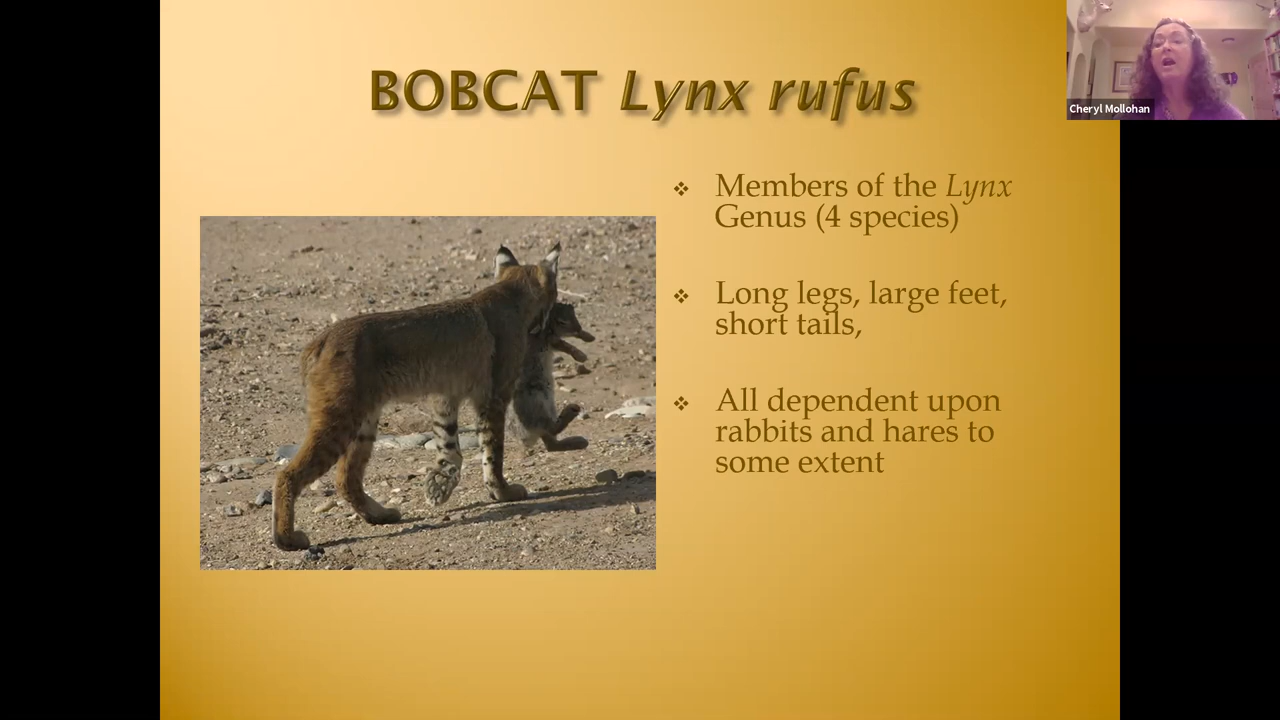 BOBCAT Lynx rufus
Cheryl Mollohan
❖ Members of the Lynx
Genus (4 species)
❖ Long legs, large feet,
short tails,
❖ All dependent upon
rabbits and hares to
some extent